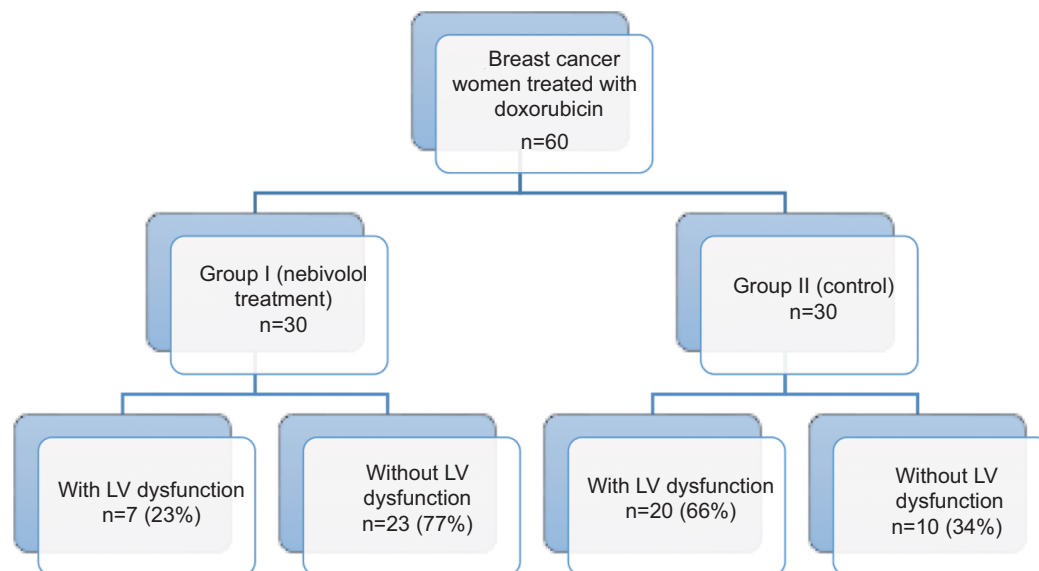 Breast cancer
women treated with
doxorubicin
n=60
Group I (nebivolol
treatment)
n=30
Group II (control)
n=30
With LV dysfunction
n=7 (23%)
Without LV
dysfunction
n=23 (77%)
With LV dysfunction
n=20 (66%)
Without LV
dysfunction
n=10 (34%)